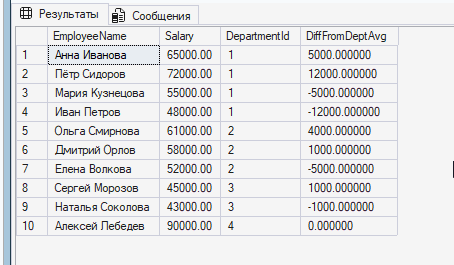 Результаты Сообщения
EmployeeName Salary DepartmentId DiffFromDeptAvg
1 Анна Иванова 65000.00 1 5000.000000
2 Пётр Сидоров 72000.00 1 12000.000000
3 Мария Кузнецова 55000.00 1 -5000.000000
4 Иван Петров 48000.00 1 -12000.000000
5 Ольга Смирнова 61000.00 2 4000.000000
6 Дмитрий Орлов 58000.00 2 1000.000000
7 Елена Волкова 52000.00 2 -5000.000000
8 Сергей Морозов 45000.00 3 1000.000000
9 Наталья Соколова 43000.00 3 -1000.000000
10 Алексей Лебедев 90000.00 4 0.000000